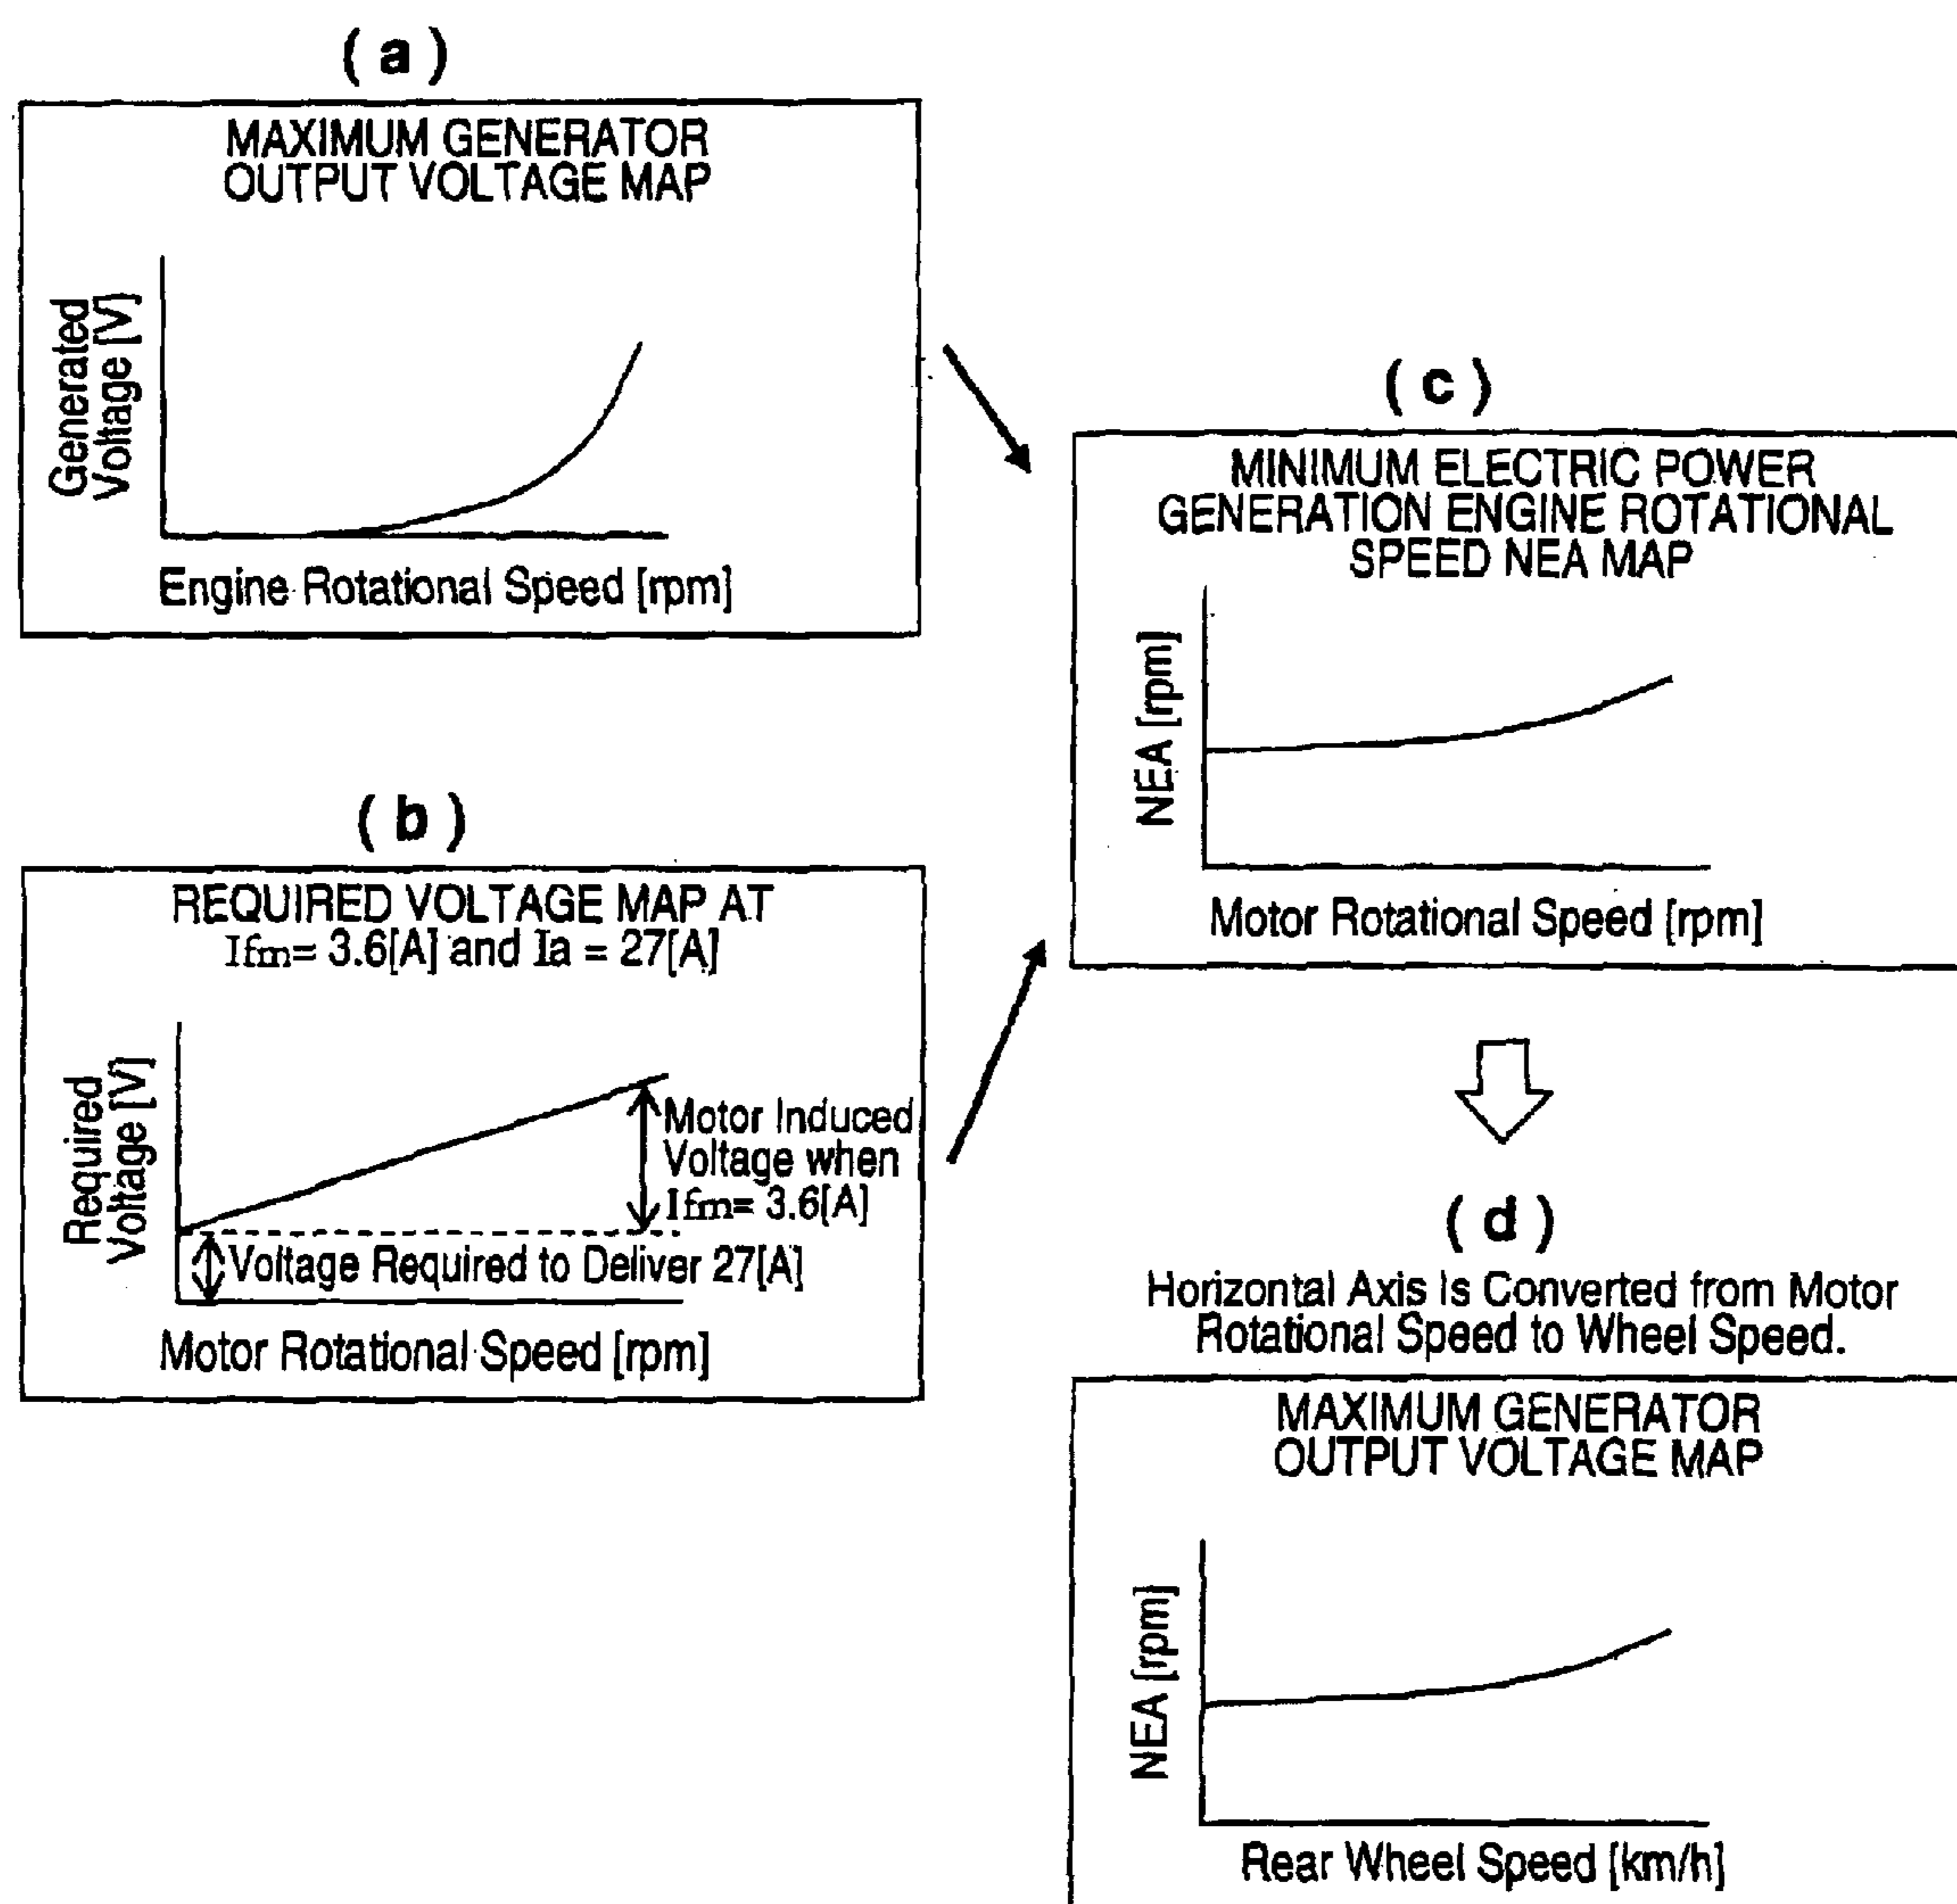 (a)
MAXIMUM GENERATOR
OUTPUT VOLTAGE MAP
Generated
Voltage [V]
Engine Rotational Speed [rpm]
(b)
REQUIRED VOLTAGE MAP AT
Ifm= 3.6[A] and Ia = 27[A]
Required
Voltage [V]
Motor Induced
Voltage when
Ifm= 3.6[A]
Voltage Required to Deliver 27[A]
Motor Rotational Speed [rpm]
(c)
MINIMUM ELECTRIC POWER
GENERATION ENGINE ROTATIONAL
SPEED NEA MAP
NEA [rpm]
Motor Rotational Speed [rpm]
(d)
Horizontal Axis Is Converted from Motor
Rotational Speed to Wheel Speed.
MAXIMUM GENERATOR
OUTPUT VOLTAGE MAP
NEA [rpm]
Rear Wheel Speed [km/h]